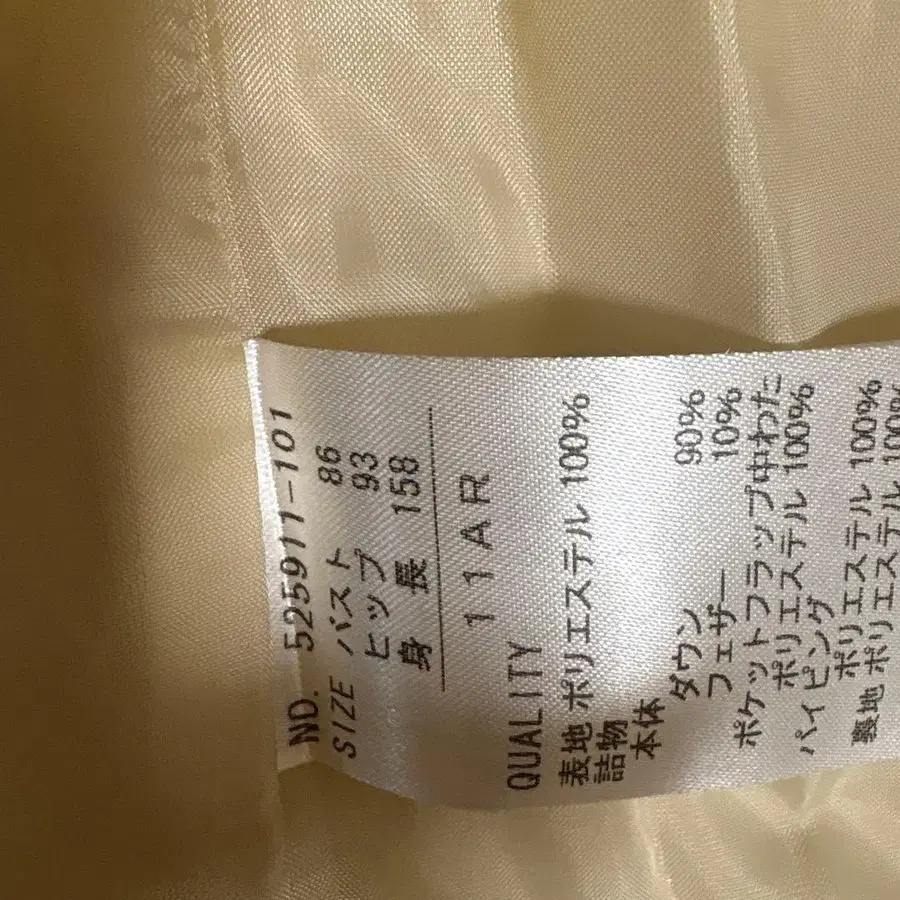 NO. 525911-101
SIZE バスト 86
ヒップ 93
身長 158
11AR
QUALITY
表地 ポリエステル 100%
詰物
本体
ダウン 90%
フェザー 10%
ポケットフラップ中わた
ポリエステル 100%
パイピング
ポリエステル 100%
裏地 ポリエステル 100%